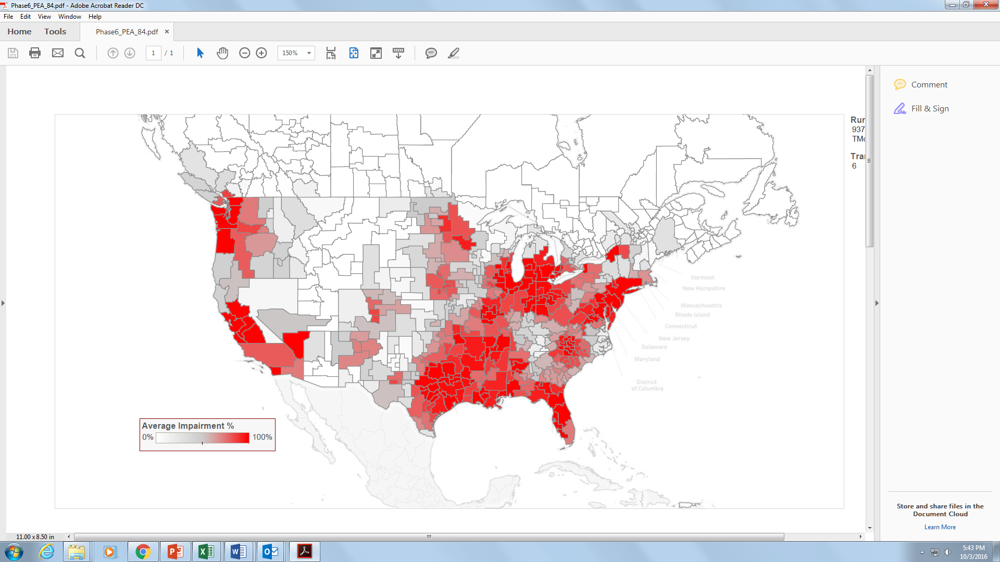 Phase6_PEA_84.pdf - Adobe Acrobat Reader DC
File Edit View Window Help
Home Tools Phase6_PEA_84.pdf ×
1 / 1 150%
Comment
Fill & Sign
Rur
937
TMo
Tra
6
Vermont
New Hampshire
Massachusetts
Rhode Island
Connecticut
New Jersey
Delaware
Maryland
District
of Columbia
Average Impairment %
0% 100%
Store and share files in the
Document Cloud
Learn More
11.00 x 8.50 in
5:43 PM
10/3/2016